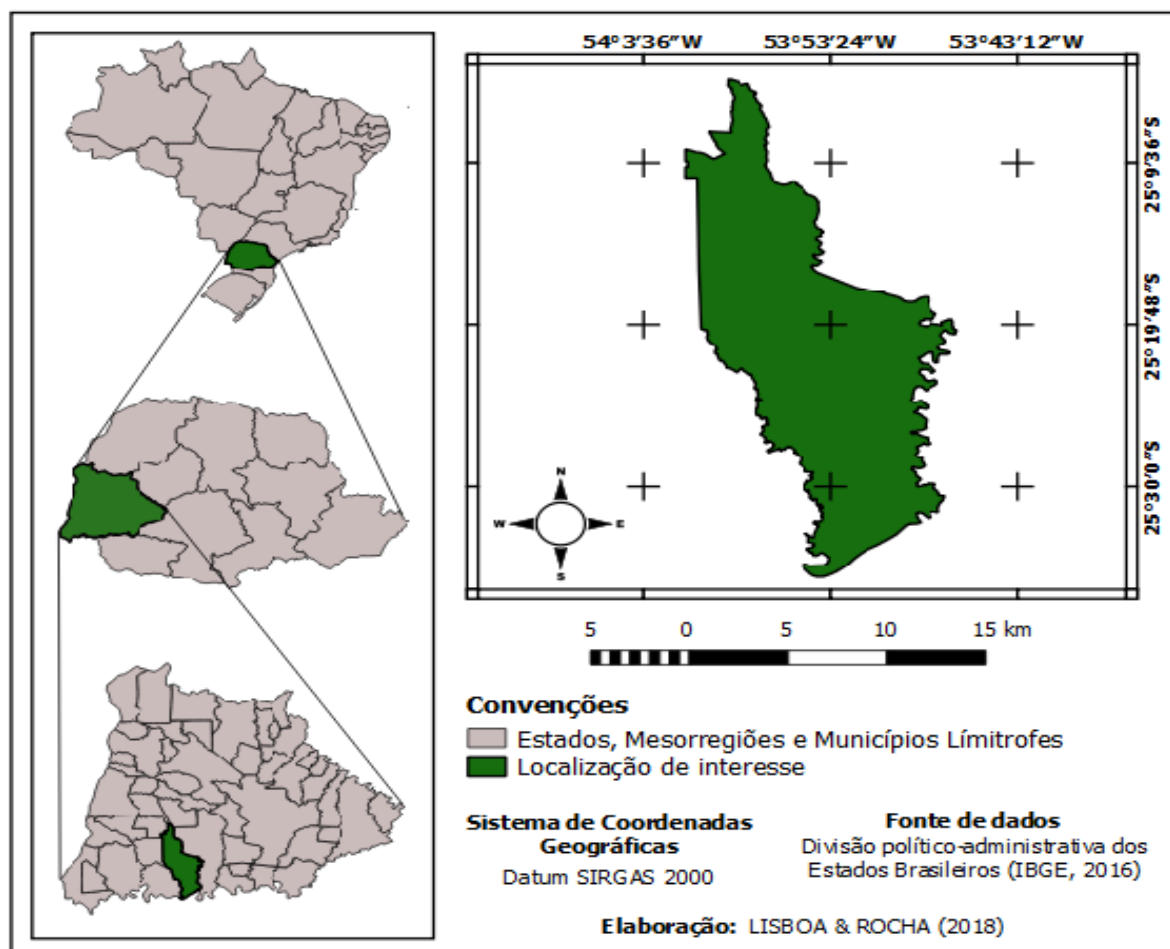 54°3'36"W 53°53'24"W 53°43'12"W
25°9'36"S
25°19'48"S
25°30'0"S
N
W E
S
5 0 5 10 15 km
Convenções
Estados, Mesorregiões e Municípios Límitrofes
Localização de interesse
Sistema de Coordenadas
Geográficas
Datum SIRGAS 2000
Fonte de dados
Divisão político-administrativa dos
Estados Brasileiros (IBGE, 2016)
Elaboração: LISBOA & ROCHA (2018)